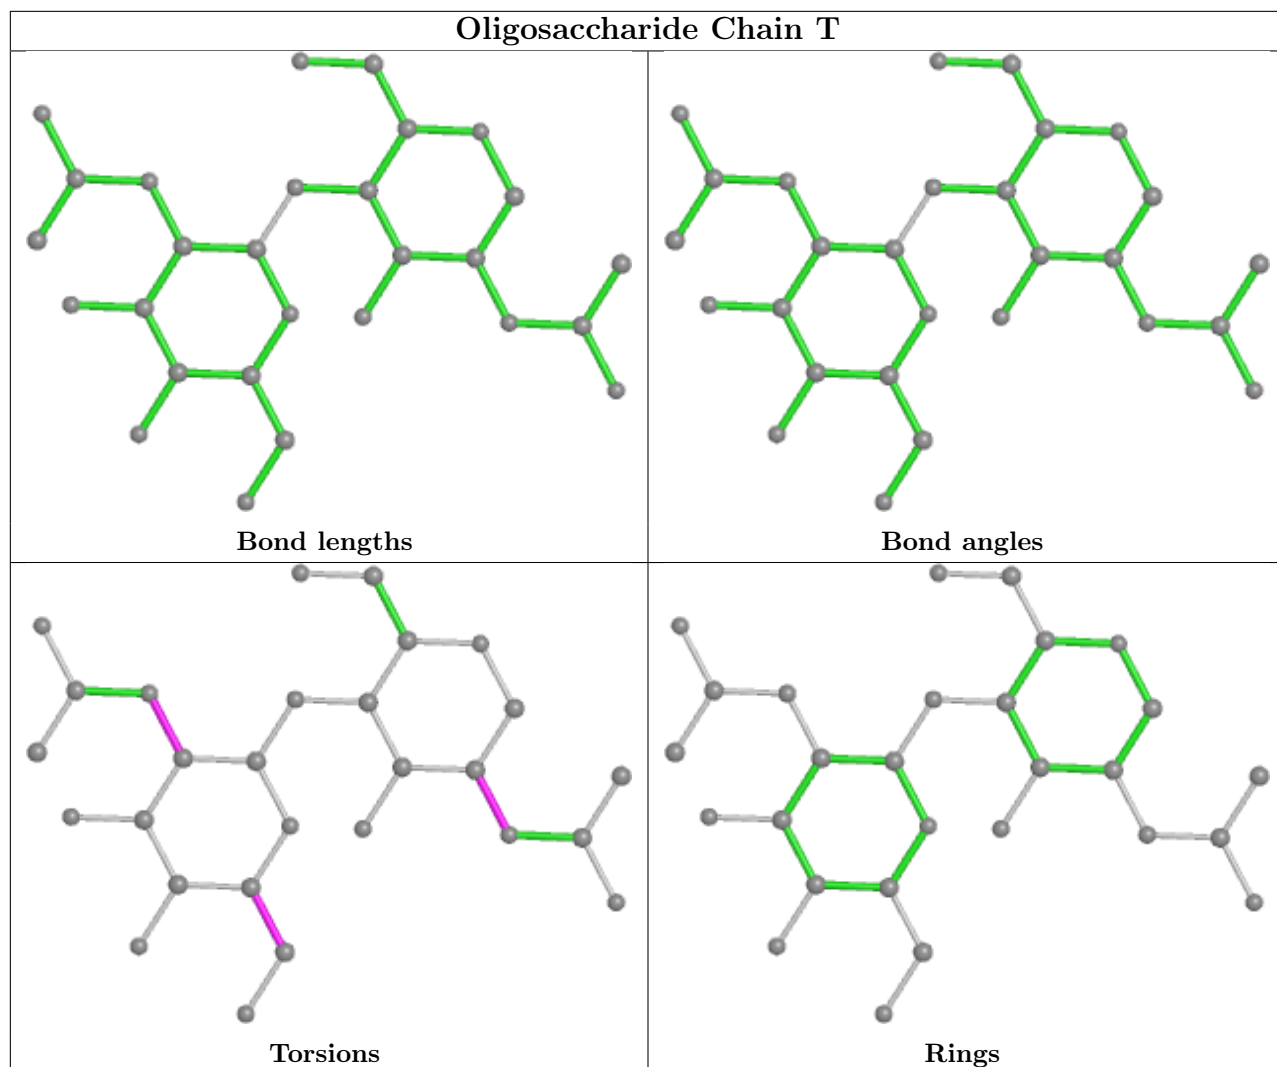 Oligosaccharide Chain T
Bond lengths
Bond angles
Torsions
Rings